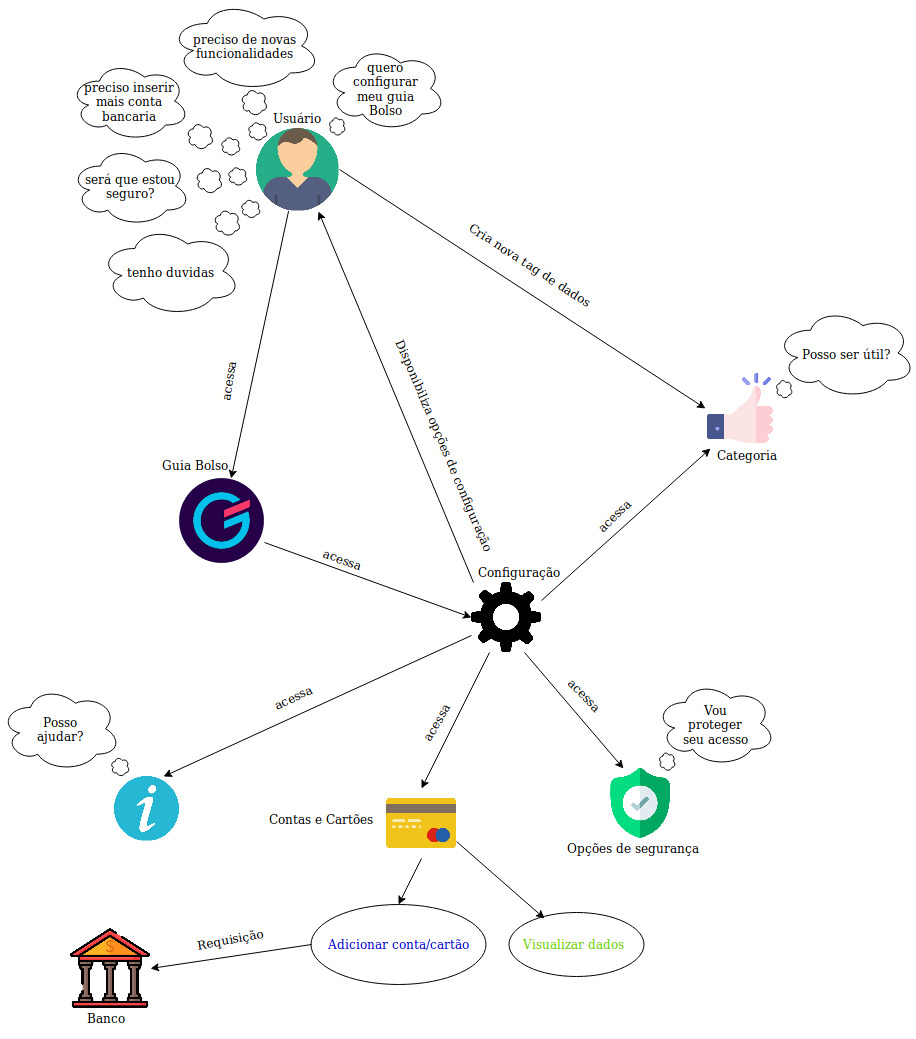 preciso de novas
funcionalidades
quero
configurar
meu guia
Bolso
preciso inserir
mais conta
bancaria
Usuário
será que estou
seguro?
tenho duvidas
Cria nova tag de dados
acessa
Disponibiliza opções de configuração
Posso ser útil?
Categoria
Guia Bolso
acessa
acessa
Configuração
acessa
acessa
acessa
Posso
ajudar?
Vou
proteger
seu acesso
Contas e Cartões
Opções de segurança
Requisição
Adicionar conta/cartão
Visualizar dados
Banco